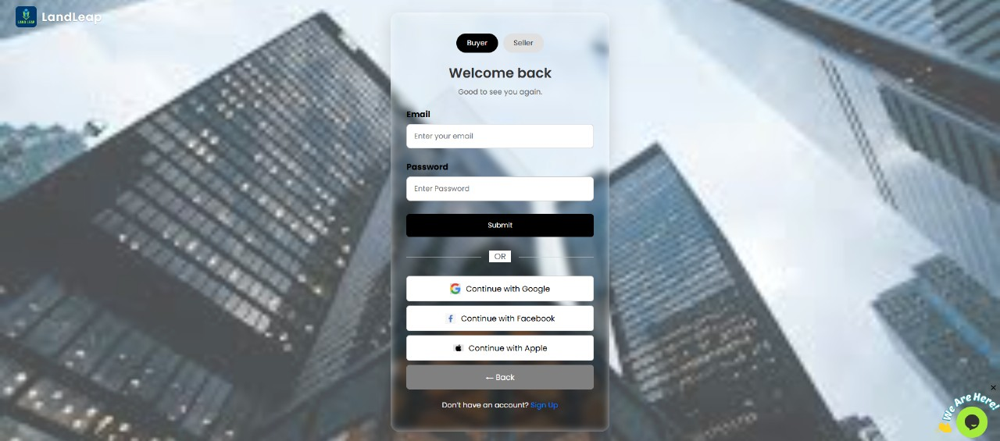 LAND LEAP
LandLeap
Buyer
Seller
Welcome back
Good to see you again.
Email
Enter your email
Password
Enter Password
Submit
OR
Continue with Google
Continue with Facebook
Continue with Apple
← Back
Don't have an account? Sign Up
We Are Here!